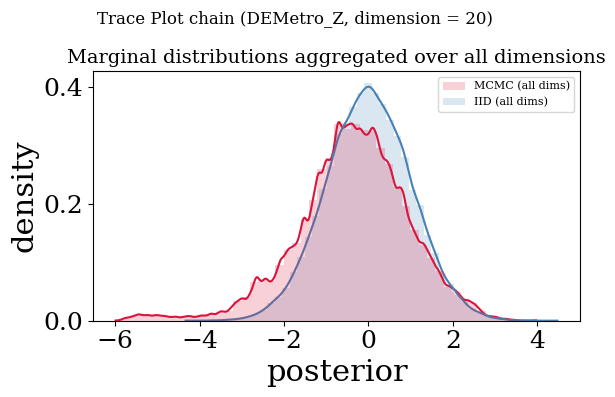 Trace Plot chain (DEMetro_Z, dimension = 20)
Marginal distributions aggregated over all dimensions
MCMC (all dims)
IID (all dims)
density
0.4
0.2
0.0
−6 −4 −2 0 2 4
posterior